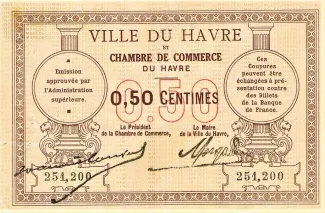 VILLE DU HAVRE
ET
CHAMBRE DE COMMERCE
DU HAVRE
Emission
approuvée par
l'Administration
supérieure.
0.50
0,50 CENTIMES
Ces
Coupures
peuvent être
échangées à pré-
sentation contre
des Billets
de la Banque
de France.
Le Président
de la Chambre de Commerce,
Le Maire
de la Ville du Havre,
251,200
251,200